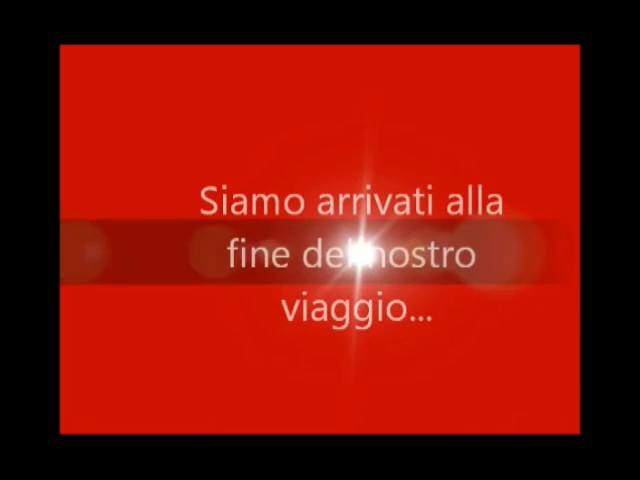 Siamo arrivati alla
fine del nostro
viaggio...